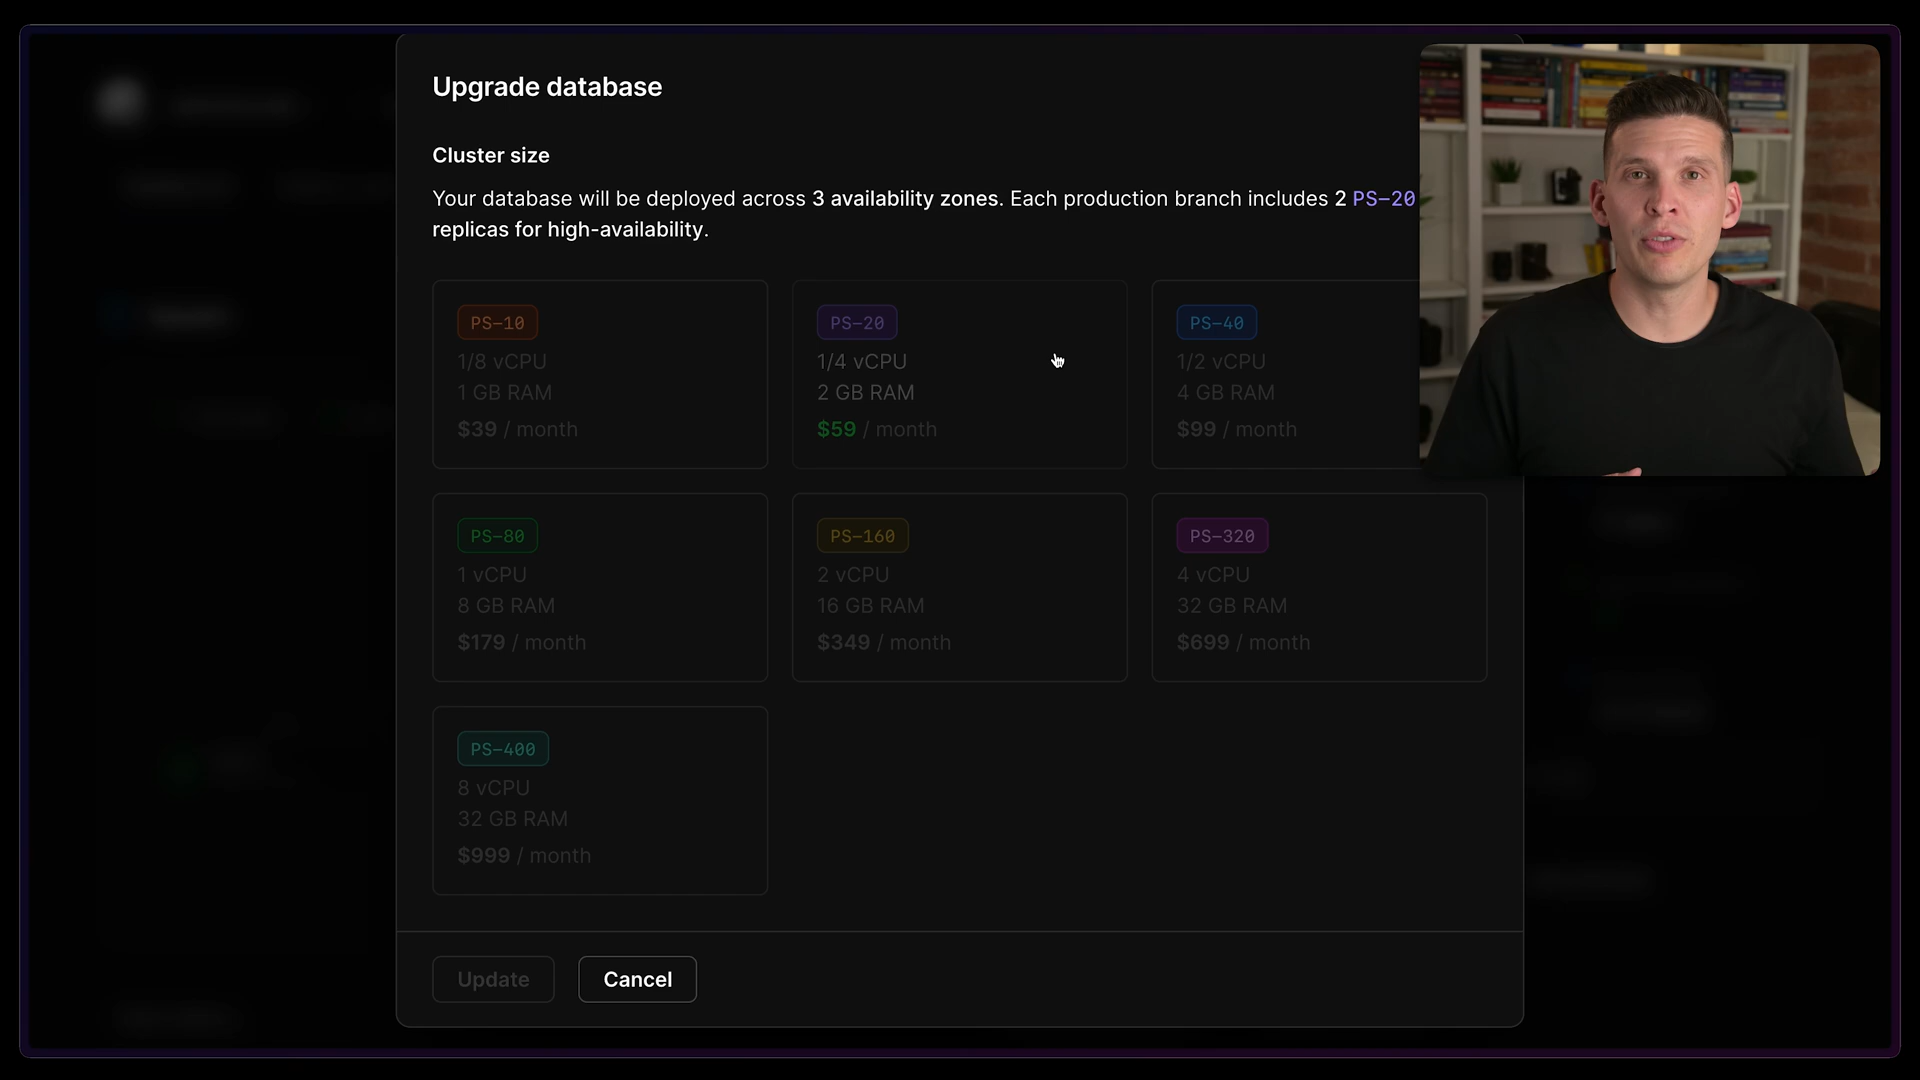 Upgrade database
Cluster size
Your database will be deployed across 3 availability zones. Each production branch includes 2 PS-20
replicas for high-availability.
PS-10
1/8 vCPU
1 GB RAM
$39 / month
PS-20
1/4 vCPU
2 GB RAM
$59 / month
PS-40
1/2 vCPU
4 GB RAM
$99 / month
PS-80
1 vCPU
8 GB RAM
$179 / month
PS-160
2 vCPU
16 GB RAM
$349 / month
PS-320
4 vCPU
32 GB RAM
$699 / month
PS-400
8 vCPU
32 GB RAM
$999 / month
Update
Cancel